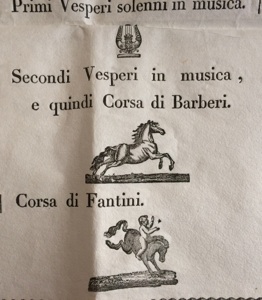 Primi Vesperi solenni in musica.
Secondi Vesperi in musica ,
e quindi Corsa di Barberi.
Corsa di Fantini.